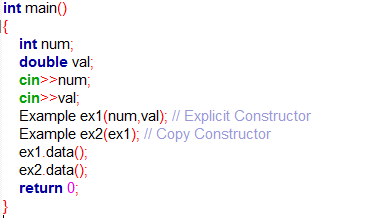 int main()
{
int num;
double val;
cin>>num;
cin>>val;
Example ex1(num,val); // Explicit Constructor
Example ex2(ex1); // Copy Constructor
ex1.data();
ex2.data();
return 0;
}